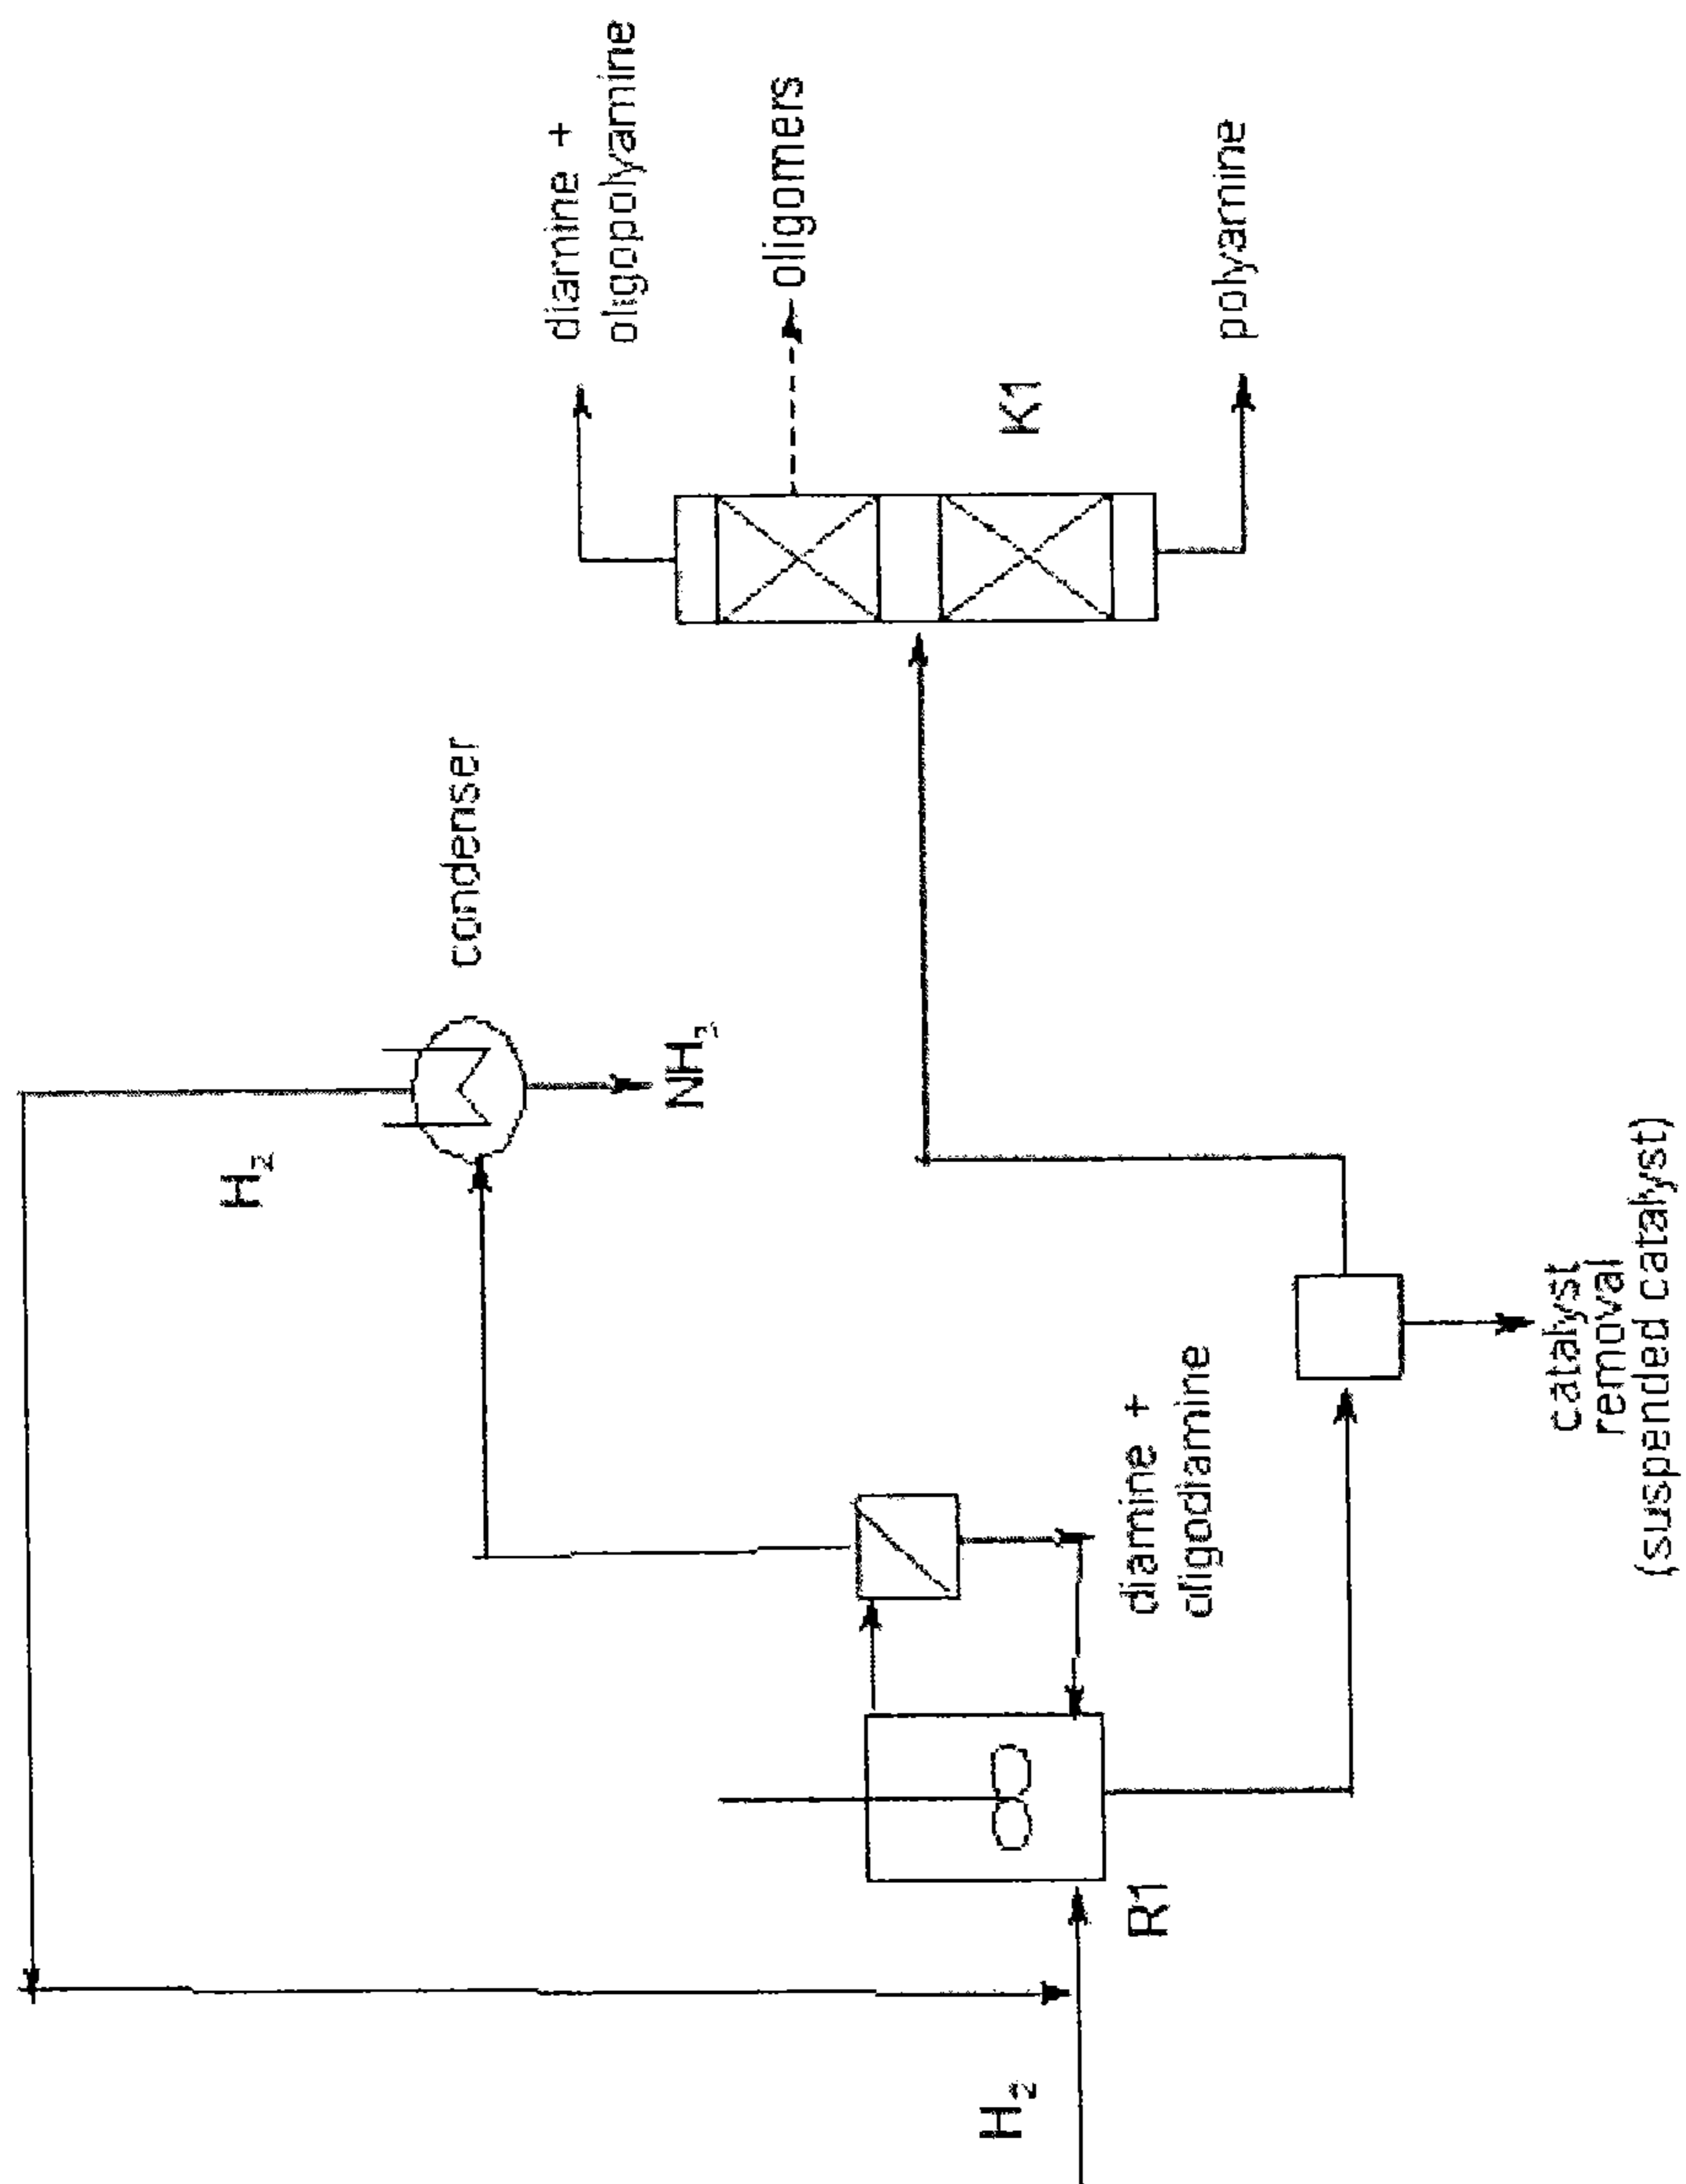 diamine +
oligopolyamine
oligomers
K1
polyamine
condenser
H₂
NH₃
diamine +
oligodiamine
R1
H₂
catalyst
removal
(suspended catalyst)